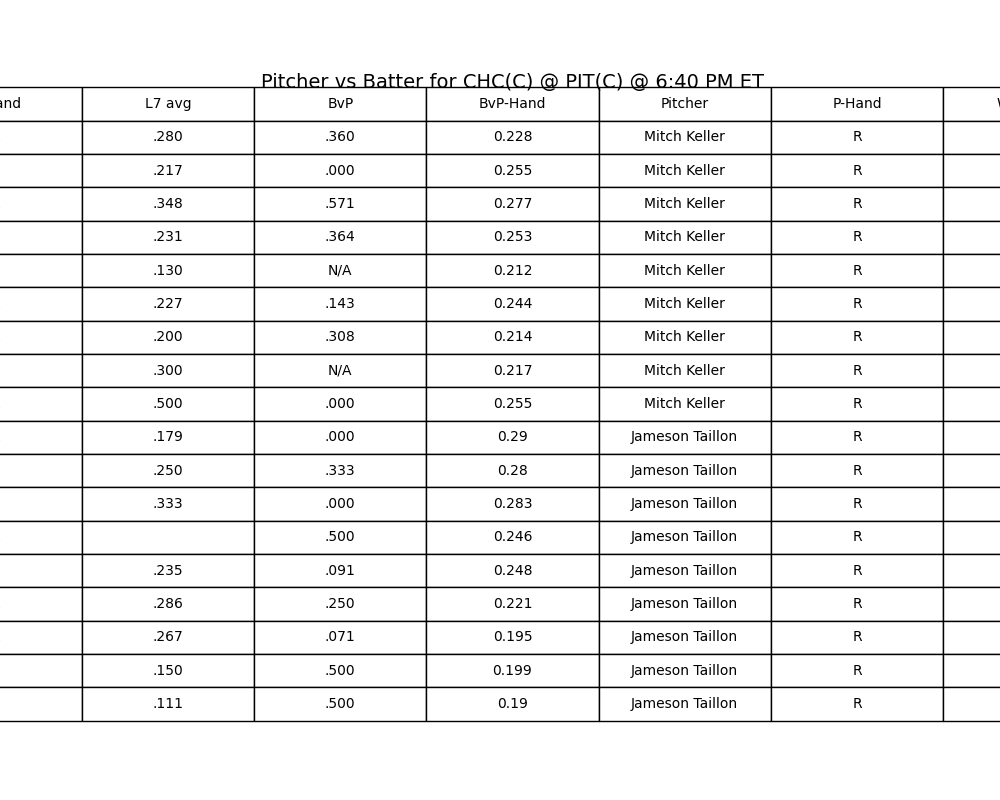 Pitcher vs Batter for CHC(C) @ PIT(C) @ 6:40 PM ET
L7 avg BvP BvP-Hand Pitcher P-Hand
.280 .360 0.228 Mitch Keller R
.217 .000 0.255 Mitch Keller R
.348 .571 0.277 Mitch Keller R
.231 .364 0.253 Mitch Keller R
.130 N/A 0.212 Mitch Keller R
.227 .143 0.244 Mitch Keller R
.200 .308 0.214 Mitch Keller R
.300 N/A 0.217 Mitch Keller R
.500 .000 0.255 Mitch Keller R
.179 .000 0.29 Jameson Taillon R
.250 .333 0.28 Jameson Taillon R
.333 .000 0.283 Jameson Taillon R
.500 0.246 Jameson Taillon R
.235 .091 0.248 Jameson Taillon R
.286 .250 0.221 Jameson Taillon R
.267 .071 0.195 Jameson Taillon R
.150 .500 0.199 Jameson Taillon R
.111 .500 0.19 Jameson Taillon R